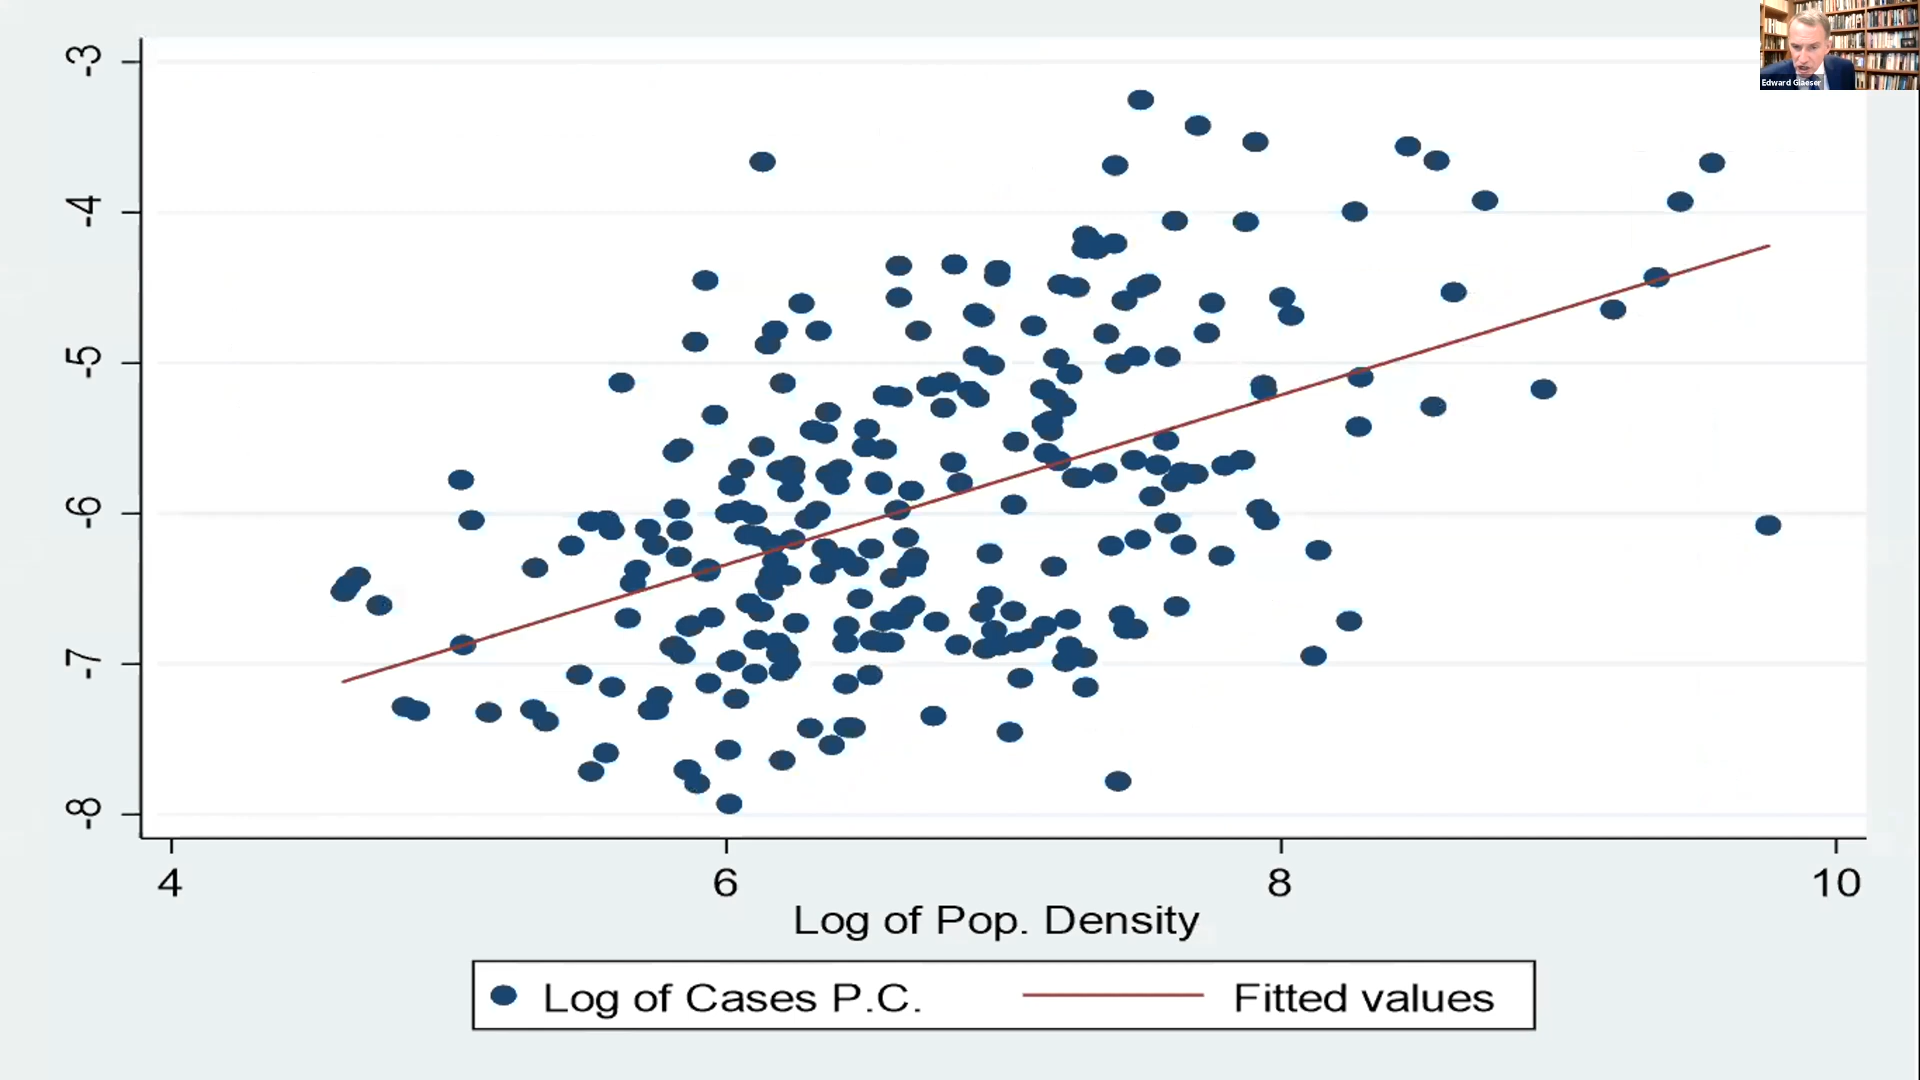 Edward Glaeser
-3
-4
-5
-6
-7
-8
4 6 8 10
Log of Pop. Density
Log of Cases P.C. Fitted values